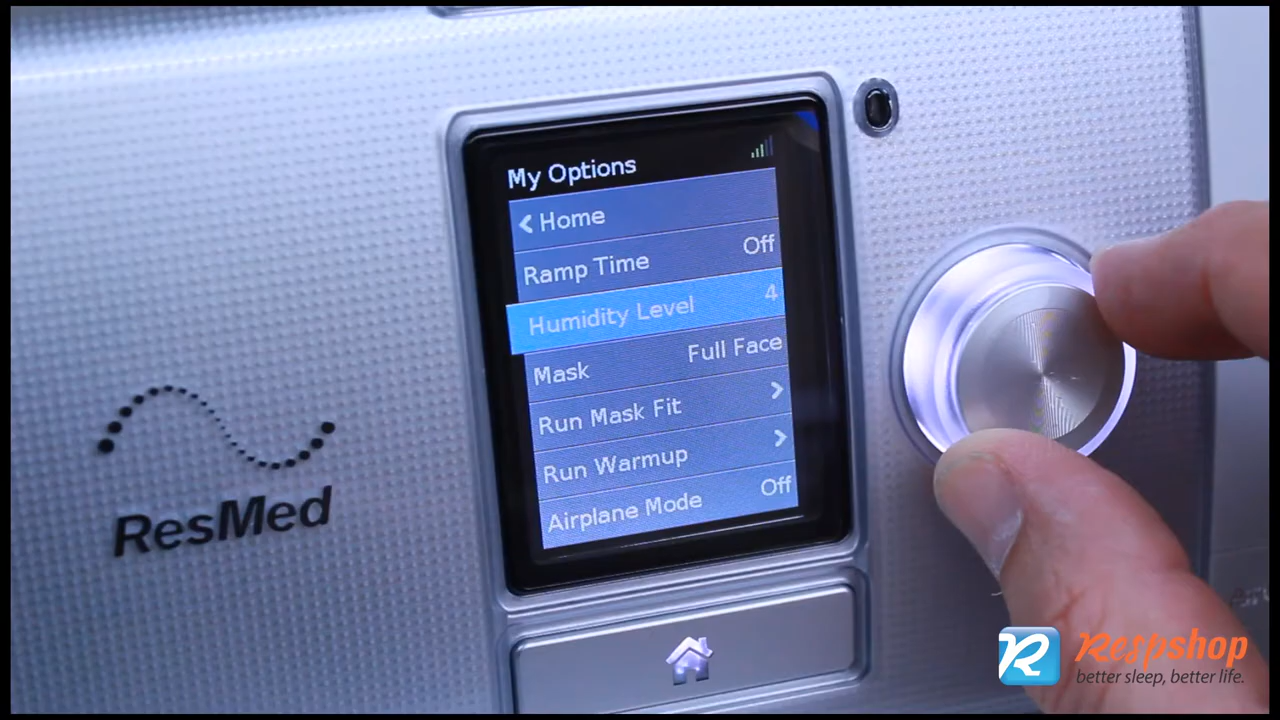 My Options
Home
Ramp Time Off
Humidity Level 4
Mask Full Face
Run Mask Fit
Run Warmup
Airplane Mode Off
ResMed
R Respshop
better sleep, better life.